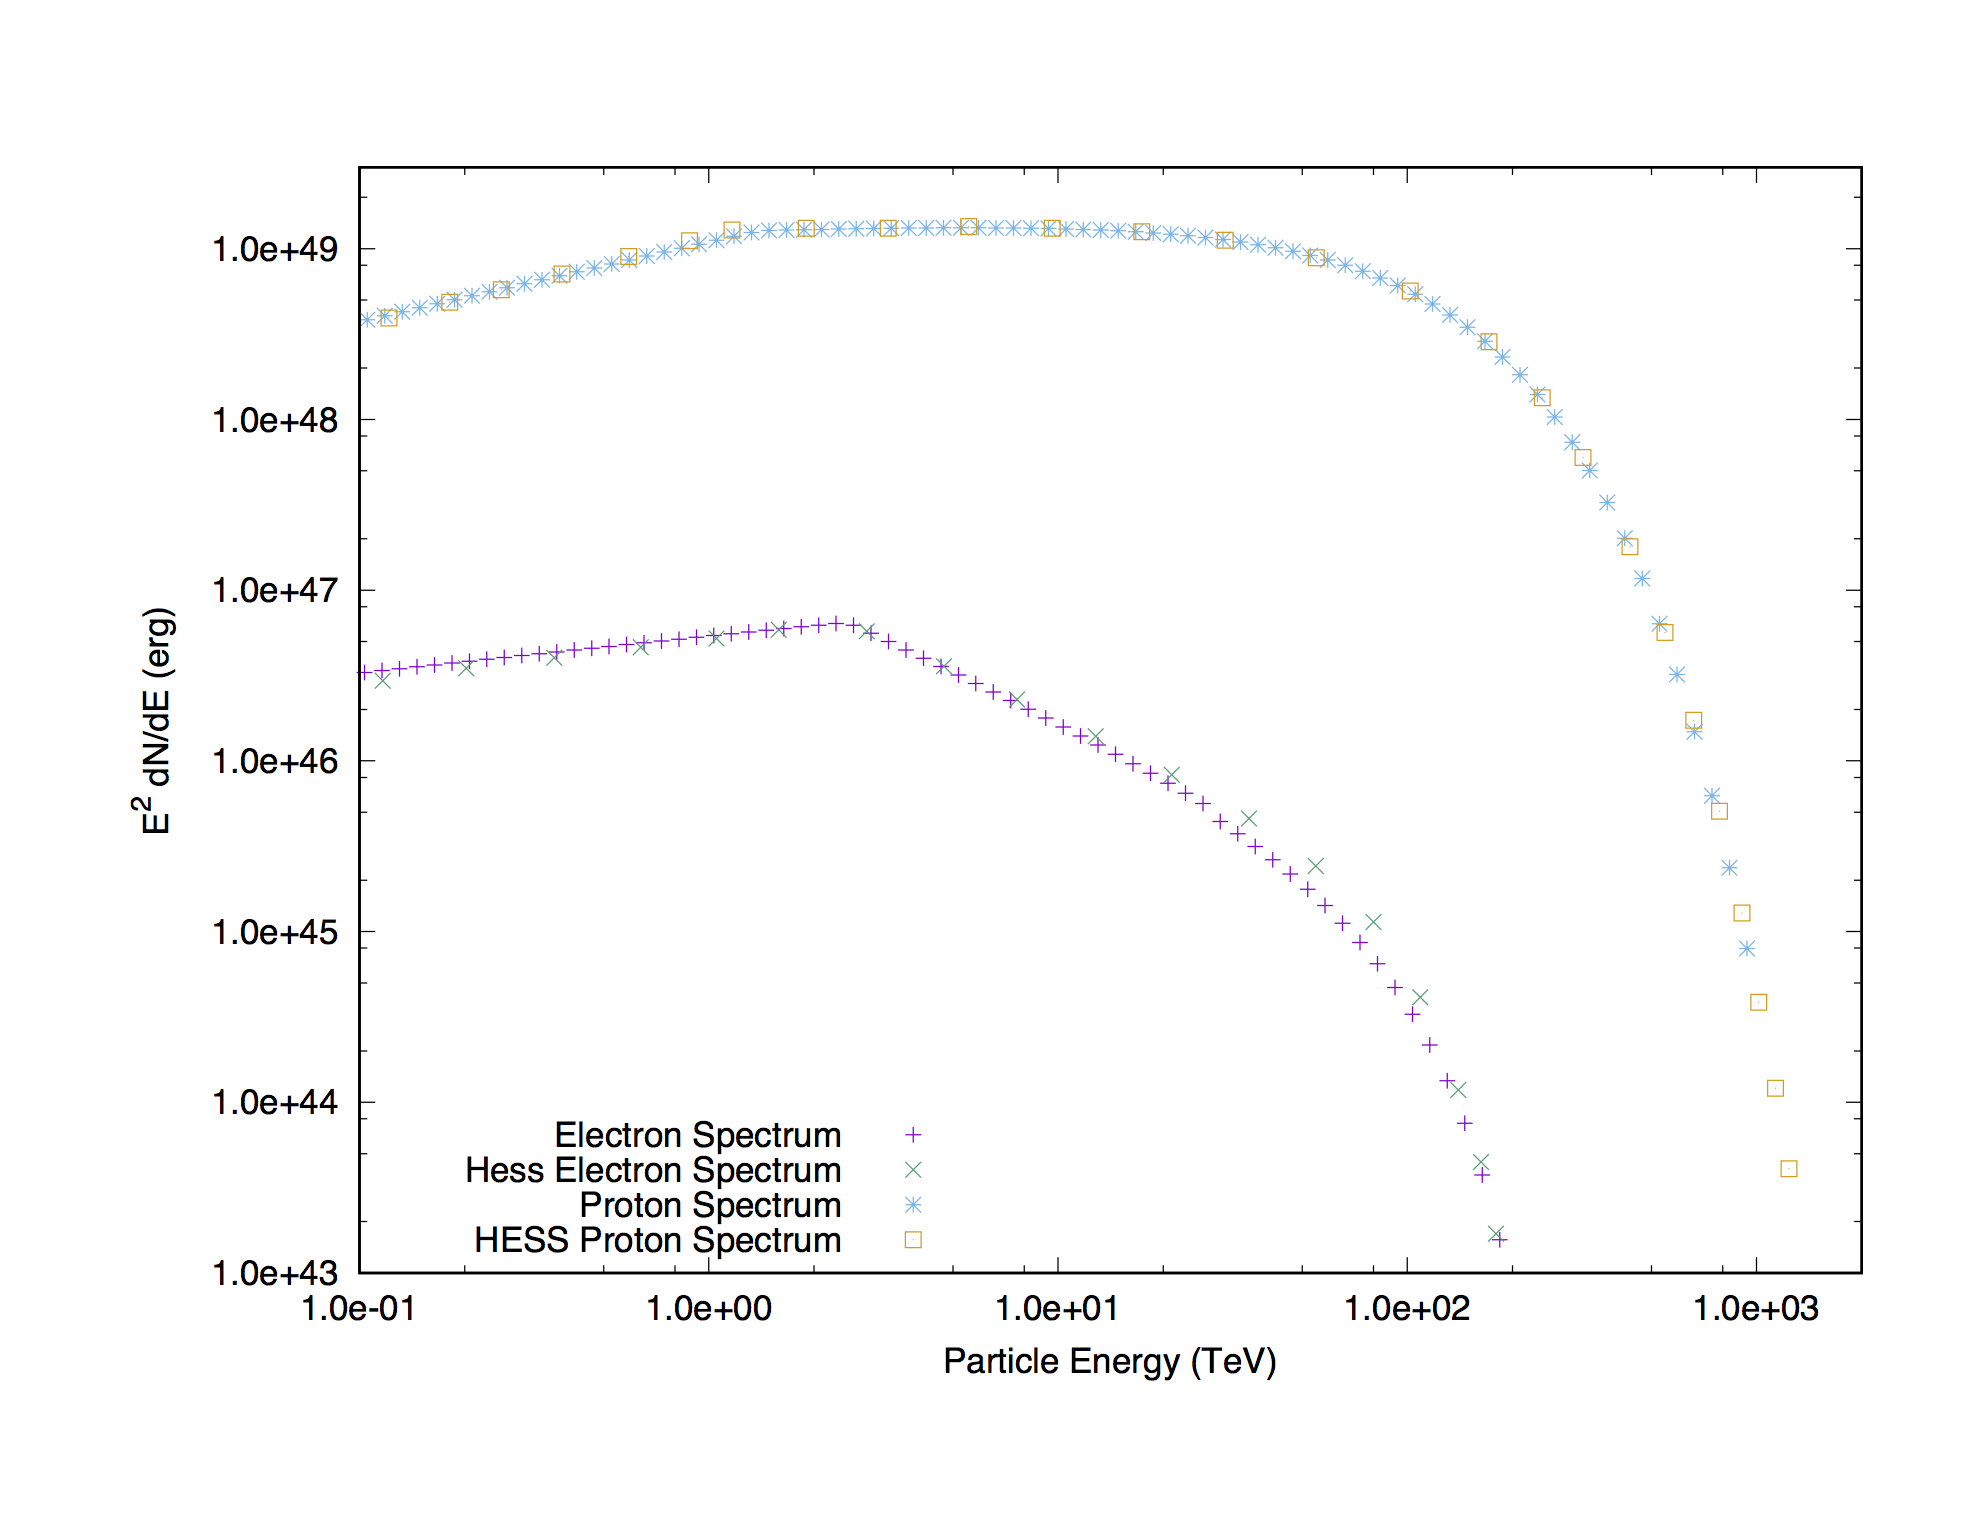 1.0e+49
1.0e+48
1.0e+47
1.0e+46
1.0e+45
1.0e+44
1.0e+43
E2 dN/dE (erg)
Electron Spectrum
Hess Electron Spectrum
Proton Spectrum
HESS Proton Spectrum
1.0e-01 1.0e+00 1.0e+01 1.0e+02 1.0e+03
Particle Energy (TeV)